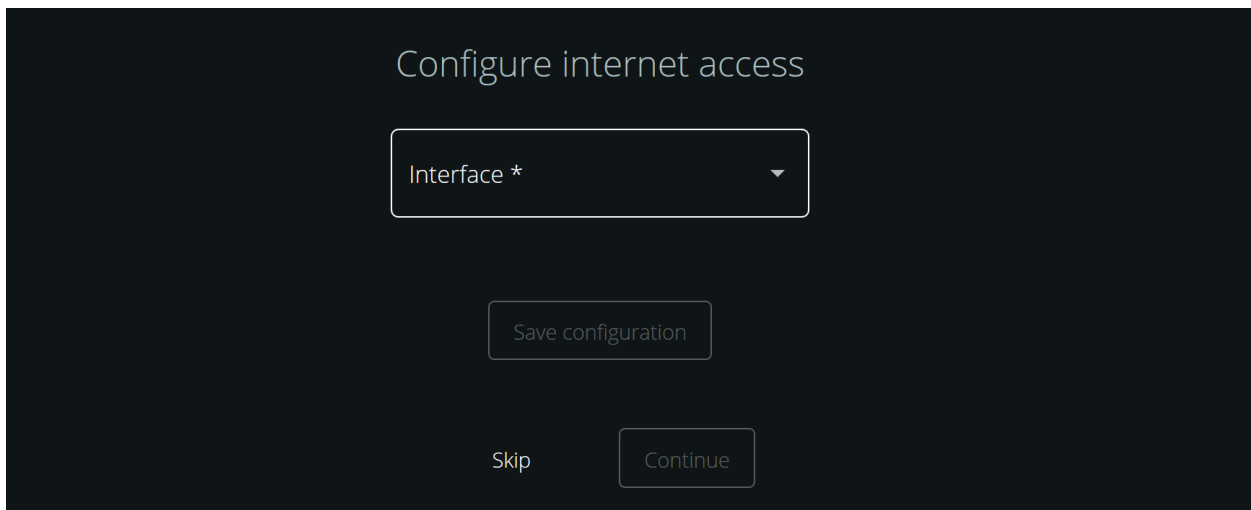 Configure internet access
Interface *
Save configuration
Skip
Continue